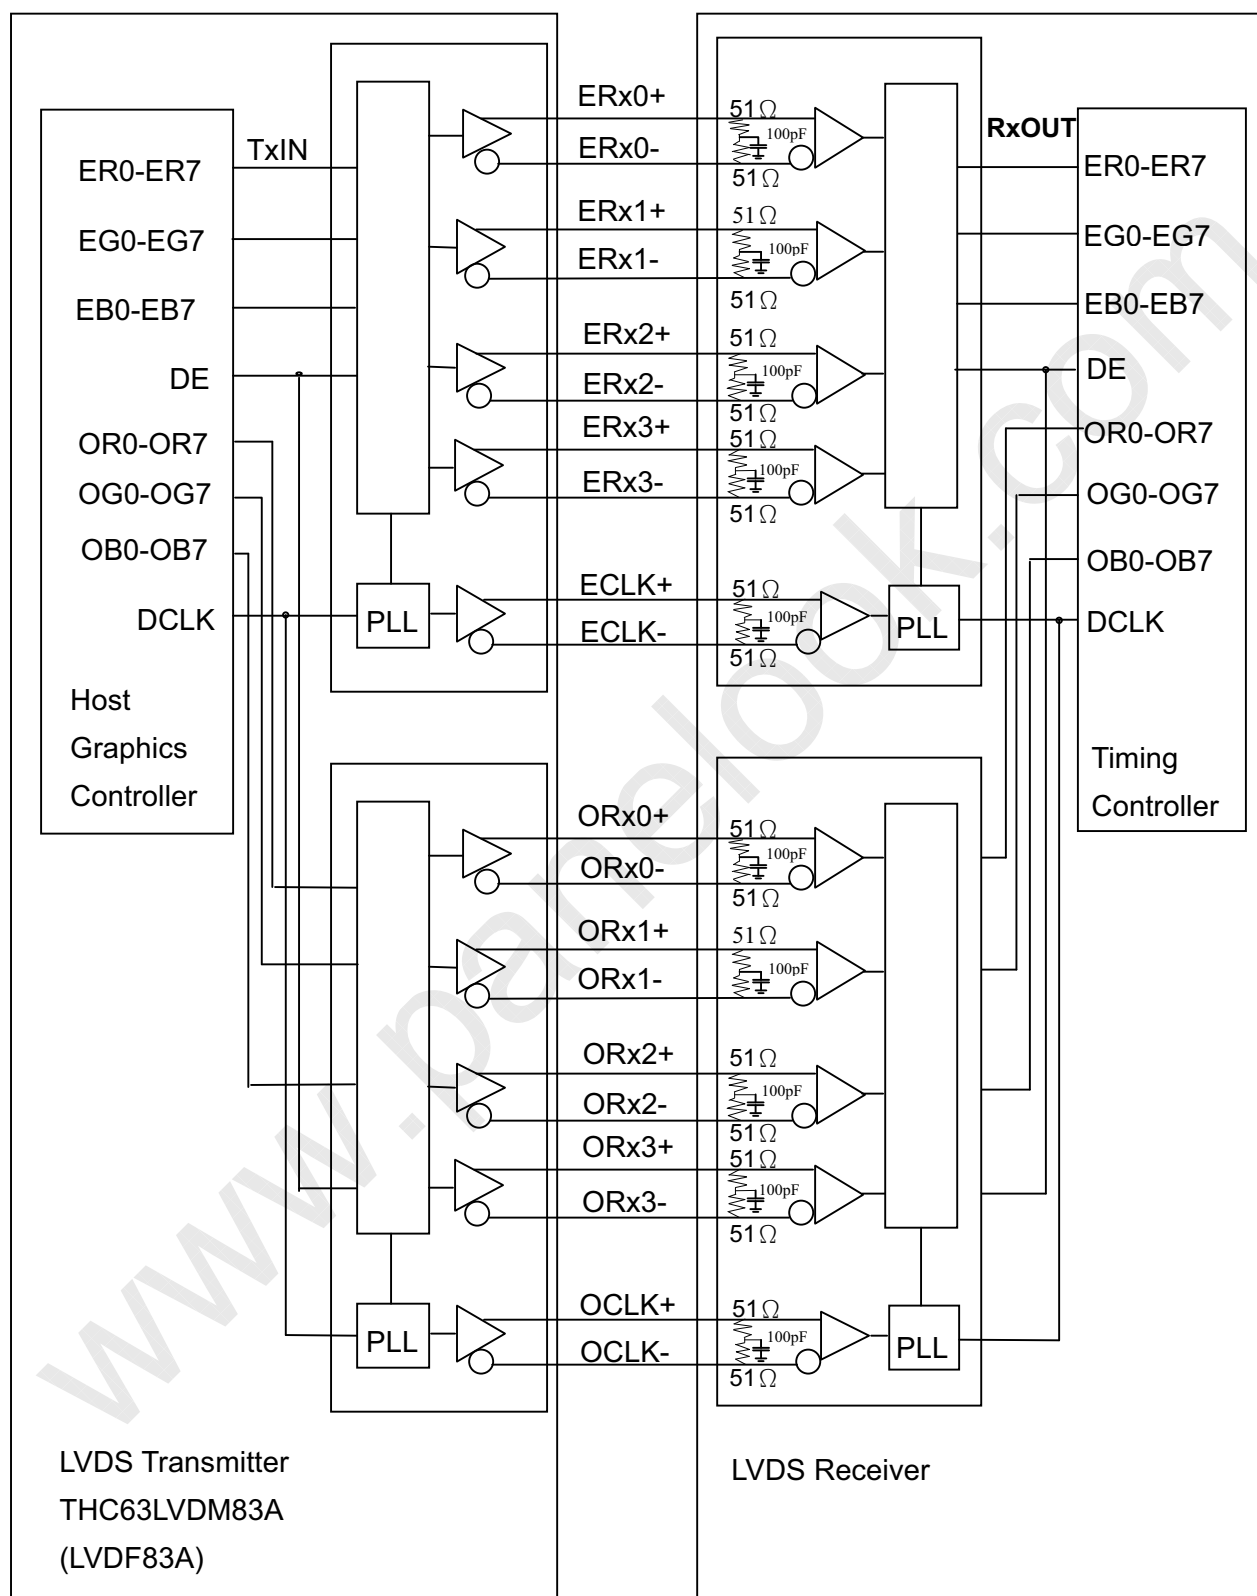 ERx0+
51Ω
100pF
RxOUT
TxIN
ERx0-
51Ω
ER0-ER7
ER0-ER7
ERx1+
51Ω
EG0-EG7
ERx1-
100pF
EG0-EG7
51Ω
EB0-EB7
EB0-EB7
ERx2+
51Ω
100pF
DE
ERx2-
DE
51Ω
ERx3+
51Ω
OR0-OR7
OR0-OR7
100pF
ERx3-
OG0-OG7
OG0-OG7
51Ω
OB0-OB7
OB0-OB7
ECLK+
51Ω
100pF
DCLK
PLL
ECLK-
PLL
DCLK
51Ω
Host
Graphics
Controller
Timing
Controller
ORx0+
51Ω
100pF
ORx0-
51Ω
ORx1+
51Ω
100pF
ORx1-
ORx2+
51Ω
100pF
ORx2-
51Ω
ORx3+
51Ω
100pF
ORx3-
51Ω
OCLK+
51Ω
100pF
PLL
OCLK-
PLL
51Ω
LVDS Transmitter
THC63LVDM83A
(LVDF83A)
LVDS Receiver
www.panelook.com